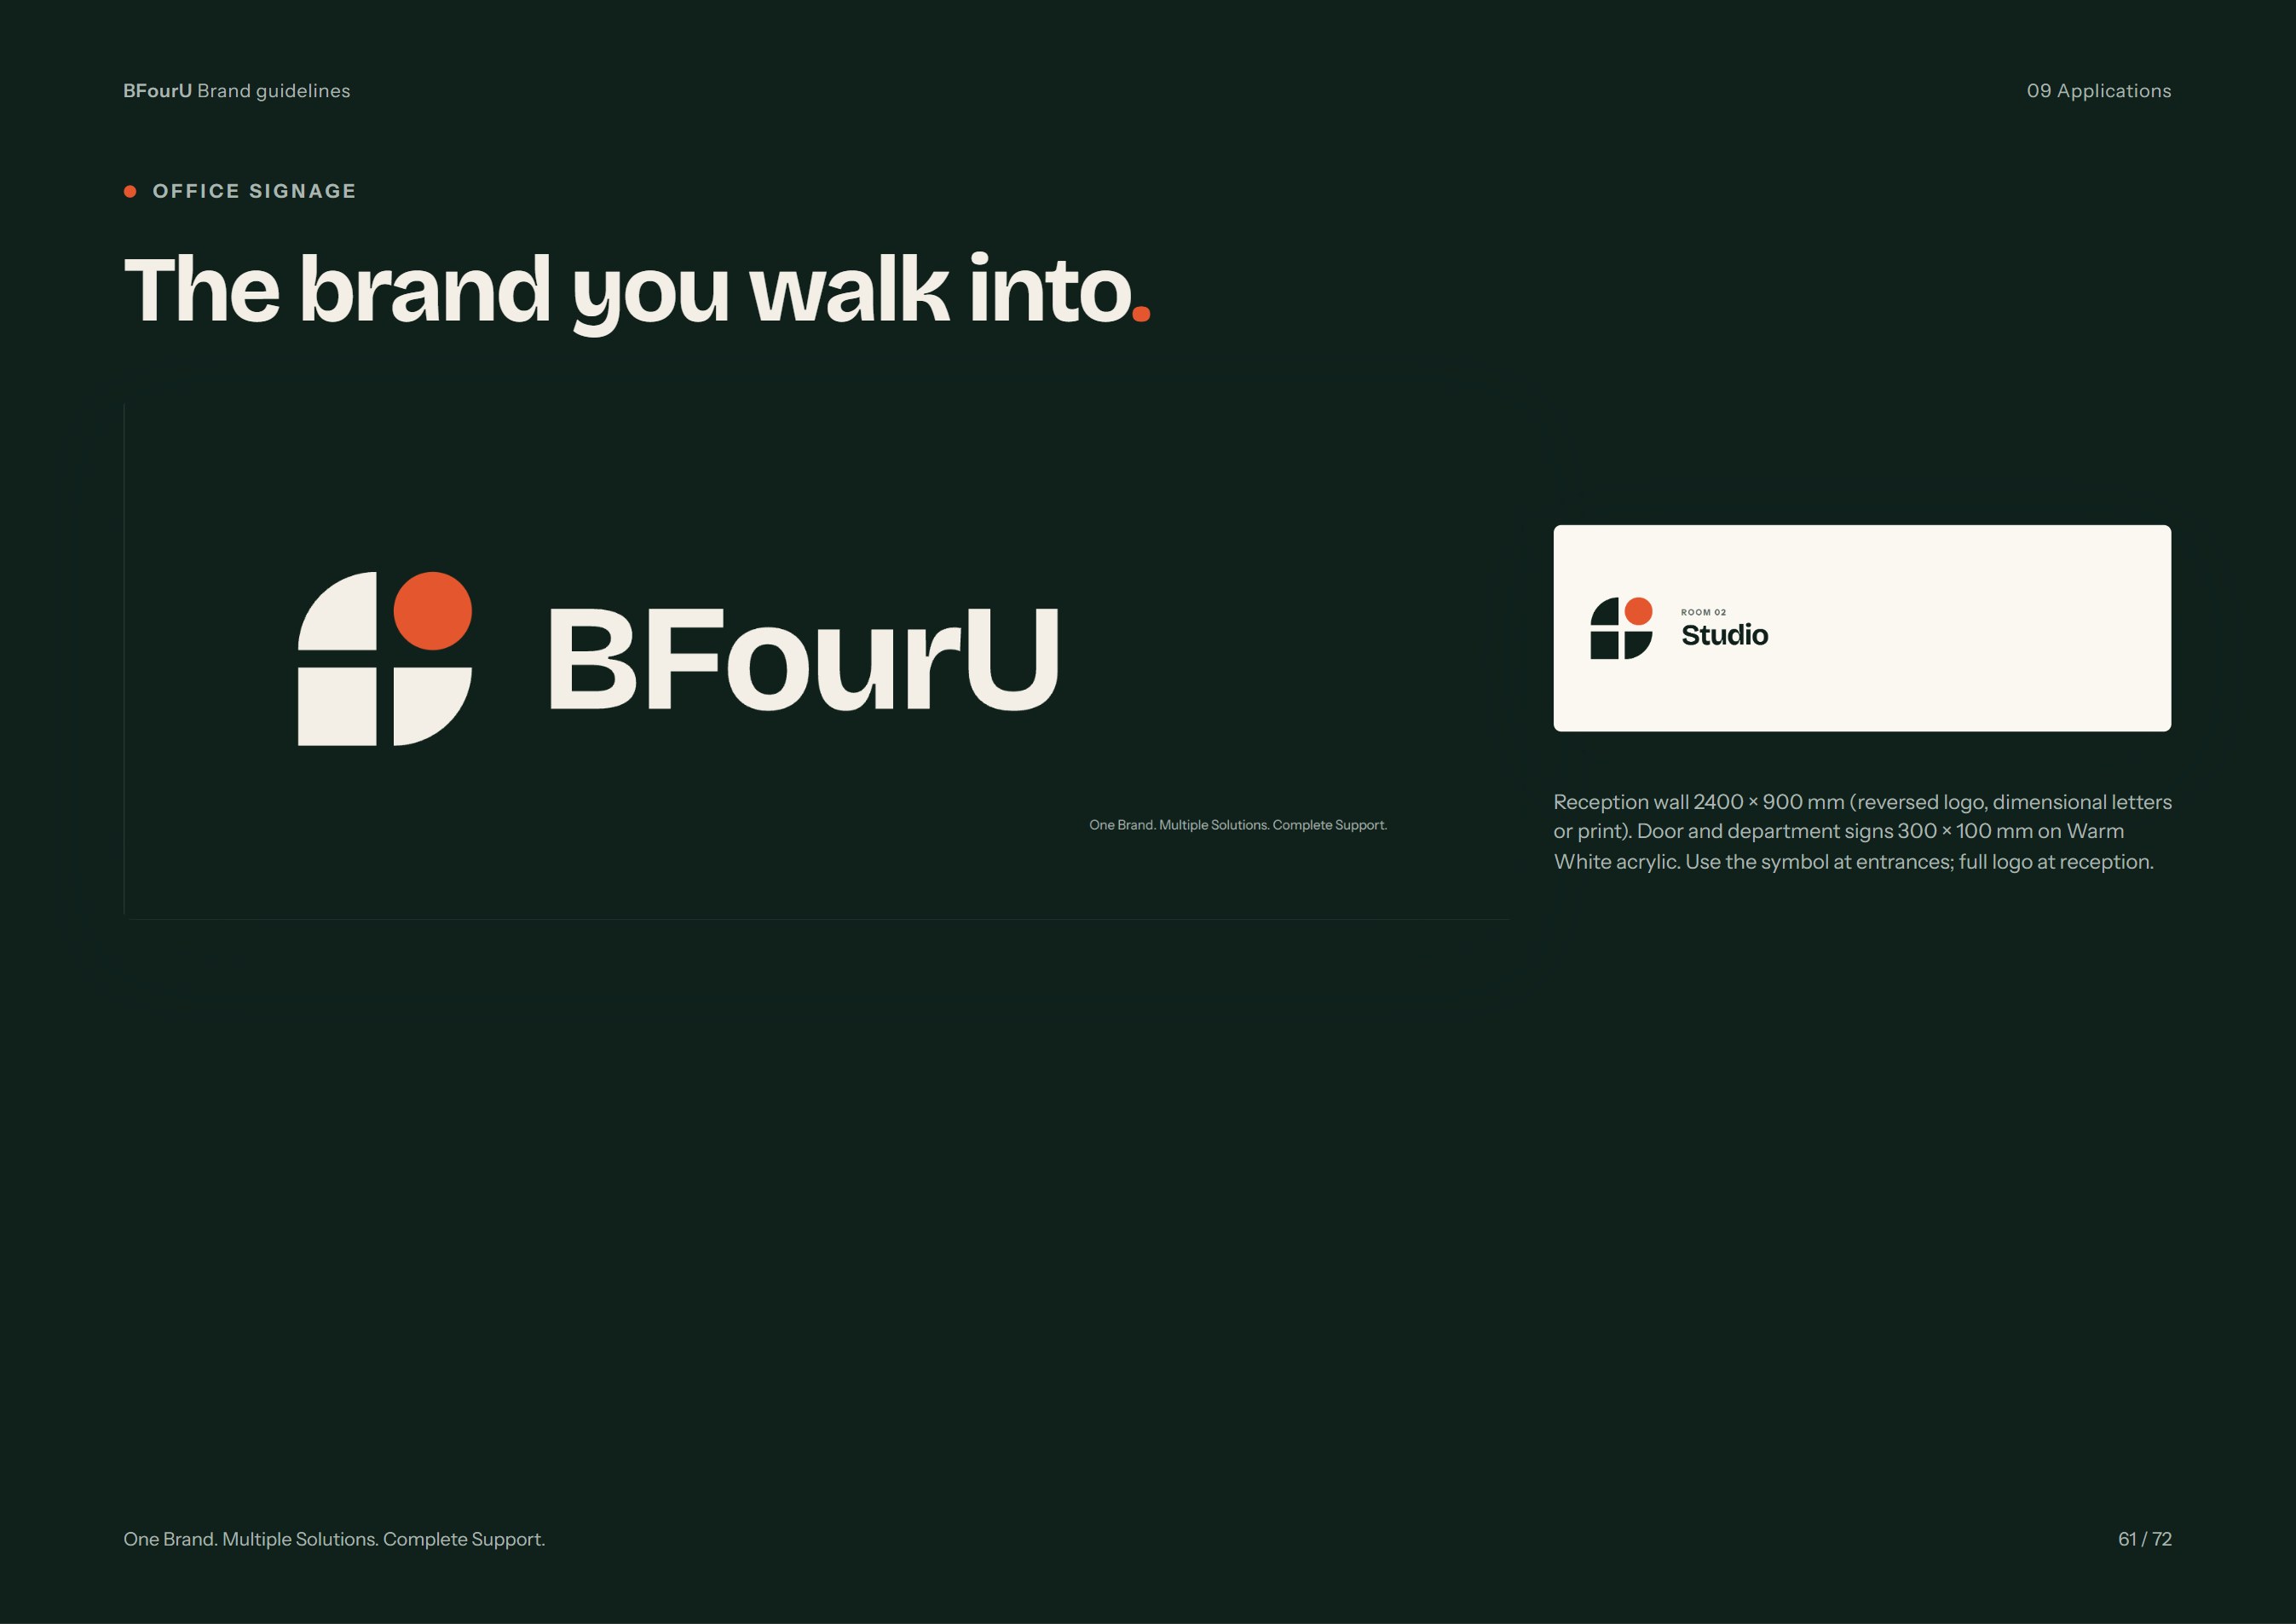 BFourU Brand guidelines
09 Applications
OFFICE SIGNAGE
The brand you walk into.
BFourU
One Brand. Multiple Solutions. Complete Support.
ROOM 02
Studio
Reception wall 2400 × 900 mm (reversed logo, dimensional letters
or print). Door and department signs 300 × 100 mm on Warm
White acrylic. Use the symbol at entrances; full logo at reception.
One Brand. Multiple Solutions. Complete Support.
61 / 72